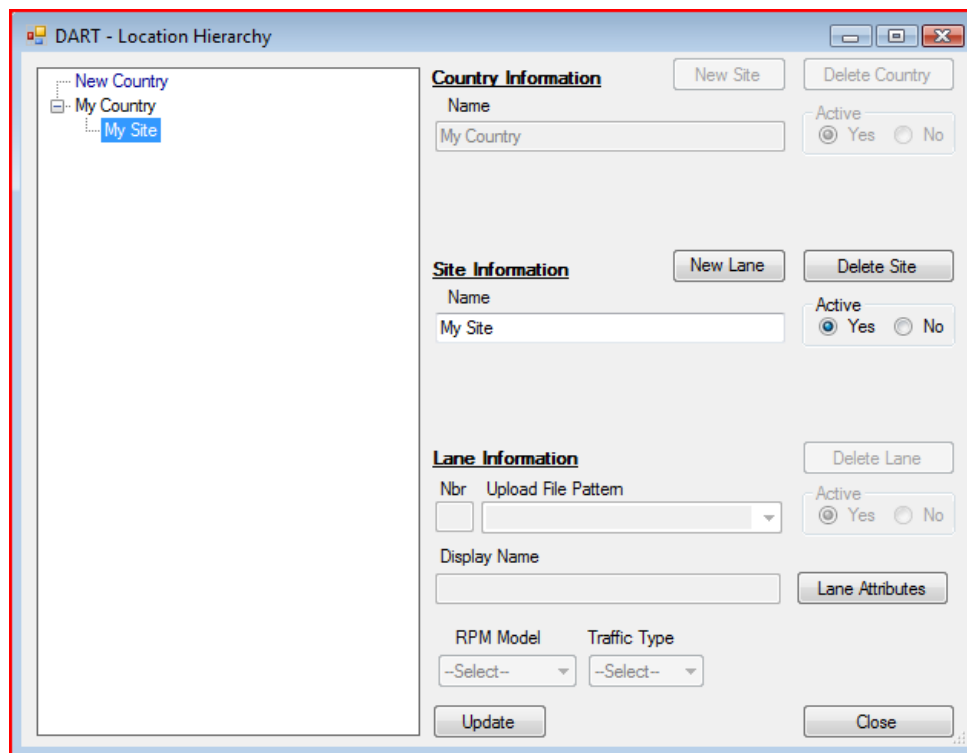 DART - Location Hierarchy
New Country
My Country
My Site
Country Information
New Site
Delete Country
Name
My Country
Active
Yes No
Site Information
New Lane
Delete Site
Name
My Site
Active
Yes No
Lane Information
Delete Lane
Nbr Upload File Pattern
Active
Yes No
Display Name
Lane Attributes
RPM Model Traffic Type
--Select-- --Select--
Update
Close